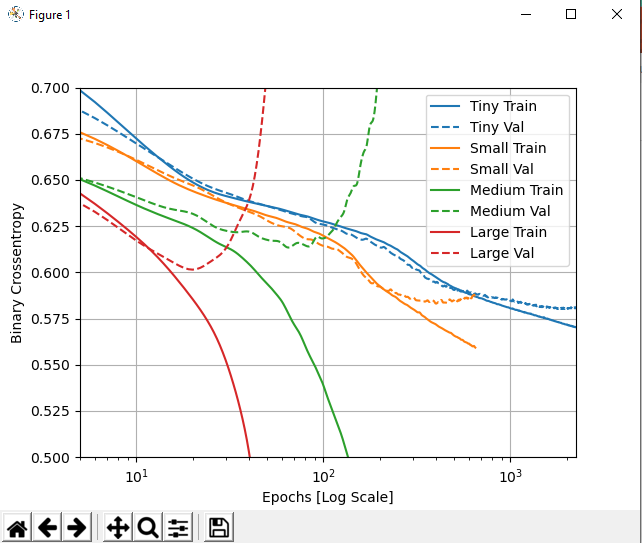 Figure 1
0.700
0.675
0.650
0.625
0.600
0.575
0.550
0.525
0.500
Binary Crossentropy
10¹
10²
10³
Epochs [Log Scale]
Tiny Train
Tiny Val
Small Train
Small Val
Medium Train
Medium Val
Large Train
Large Val